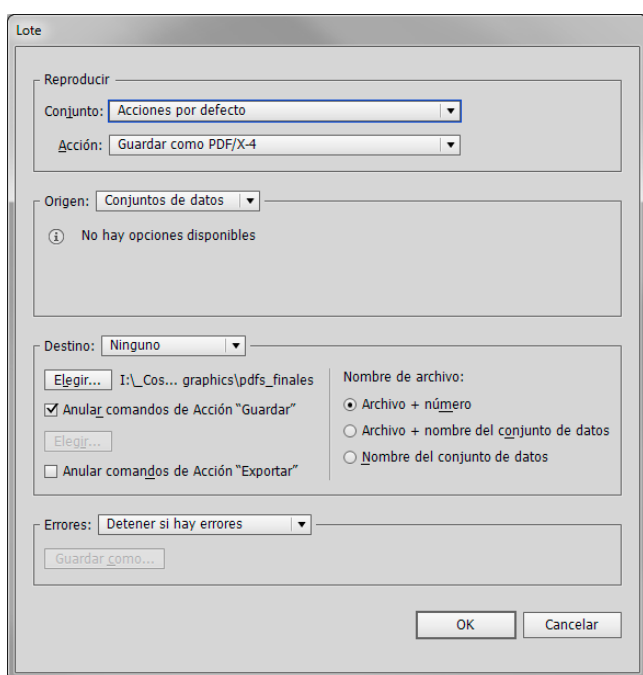 Lote
Reproducir
Conjunto: Acciones por defecto
Acción: Guardar como PDF/X-4
Origen: Conjuntos de datos
No hay opciones disponibles
Destino: Ninguno
Elegir... I:\_Cos... graphics\pdfs_finales
Anular comandos de Acción "Guardar"
Elegir...
Anular comandos de Acción "Exportar"
Nombre de archivo:
Archivo + número
Archivo + nombre del conjunto de datos
Nombre del conjunto de datos
Errores: Detener si hay errores
Guardar como...
OK Cancelar